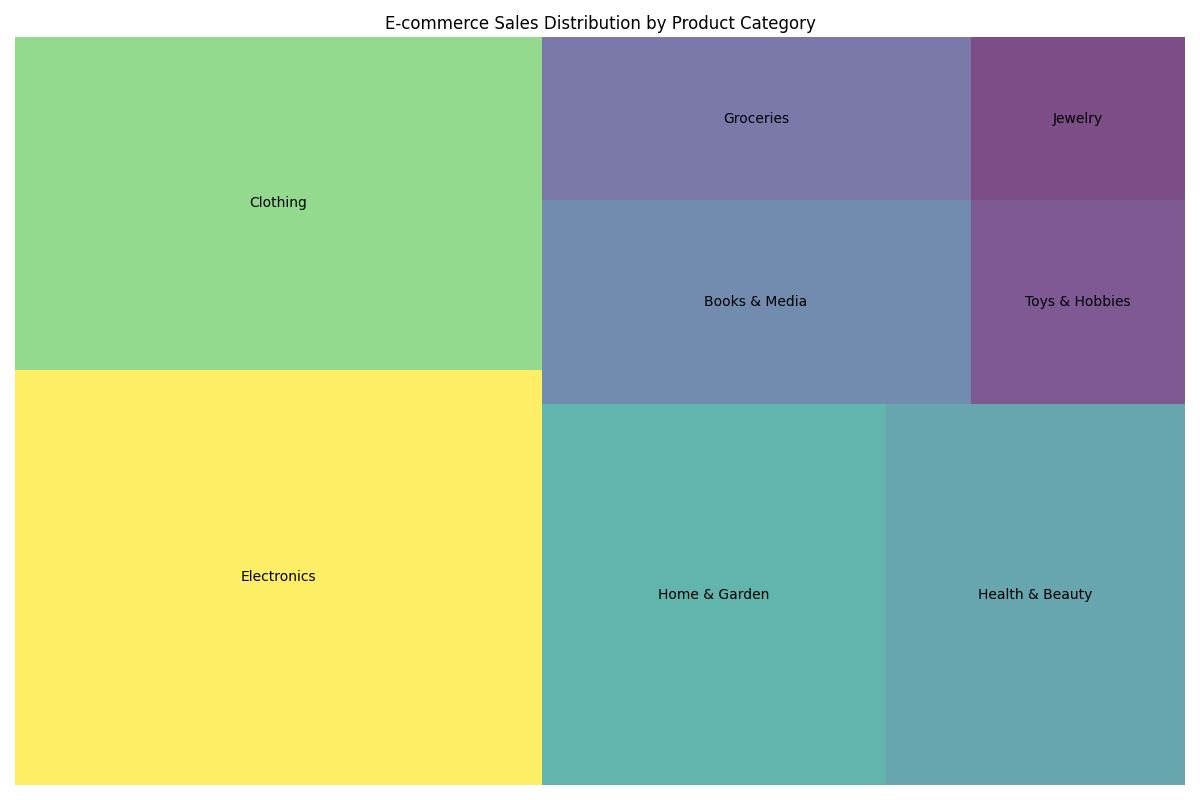 E-commerce Sales Distribution by Product Category
Clothing
Groceries
Jewelry
Books & Media
Toys & Hobbies
Electronics
Home & Garden
Health & Beauty